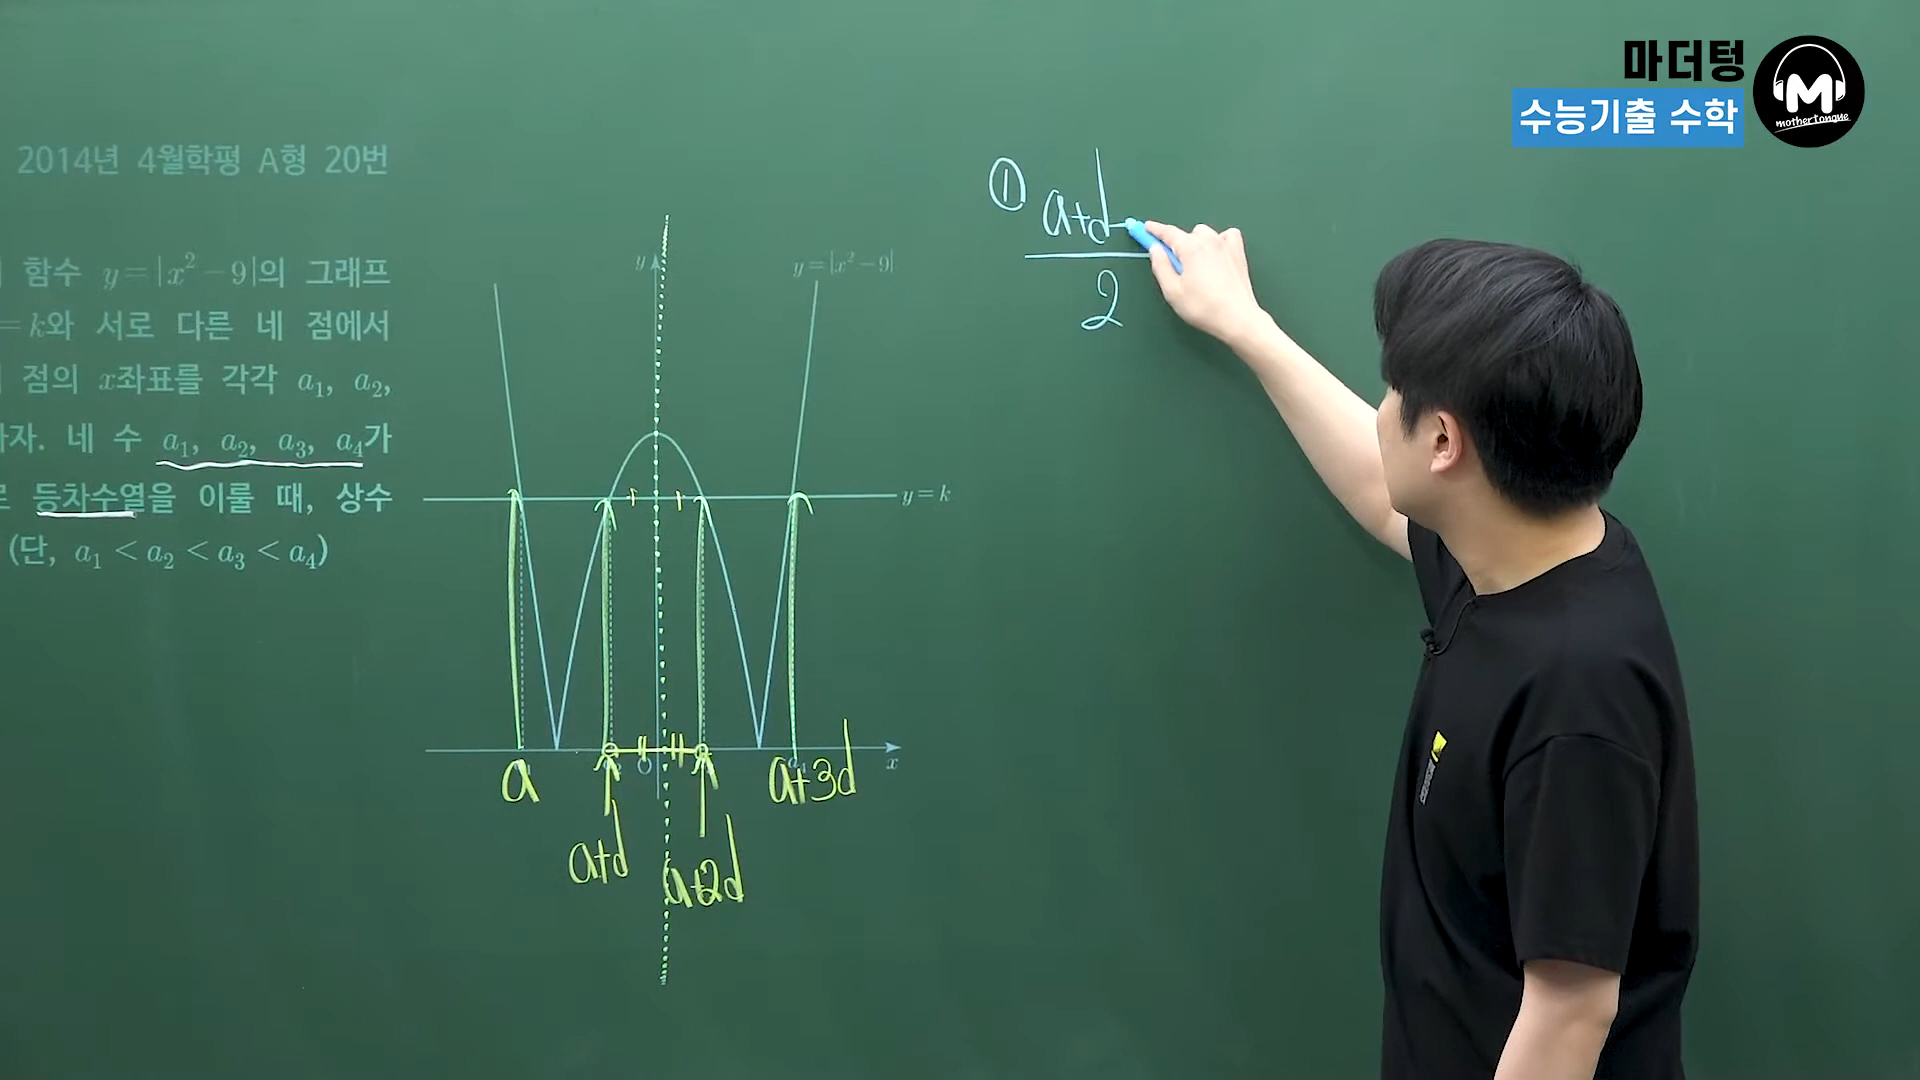 마더텅
수능기출 수학
mothertongue
2014년 4월학평 A형 20번
함수 y=|x²-9|의 그래프
=k와 서로 다른 네 점에서
점의 x좌표를 각각 a₁, a₂,
자. 네 수 a₁, a₂, a₃, a₄가
등차수열을 이룰 때, 상수
(단, a₁ < a₂ < a₃ < a₄)
y
y=|x²-9|
y=k
O
x
a
a+d
a+2d
a+3d
① a+d
2